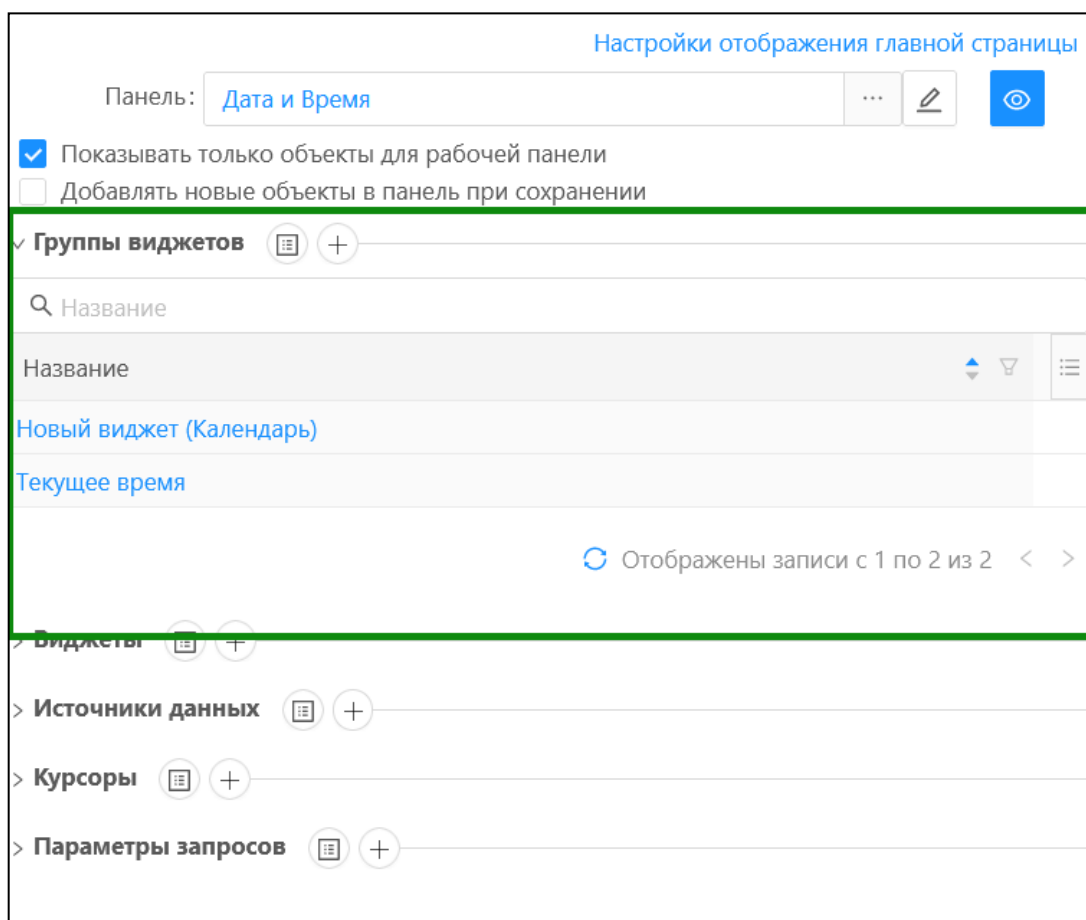 Настройки отображения главной страницы
Панель: Дата и Время ...
Показывать только объекты для рабочей панели
Добавлять новые объекты в панель при сохранении
Группы виджетов
Название
Название
Новый виджет (Календарь)
Текущее время
Отображены записи с 1 по 2 из 2
Виджеты
Источники данных
Курсоры
Параметры запросов